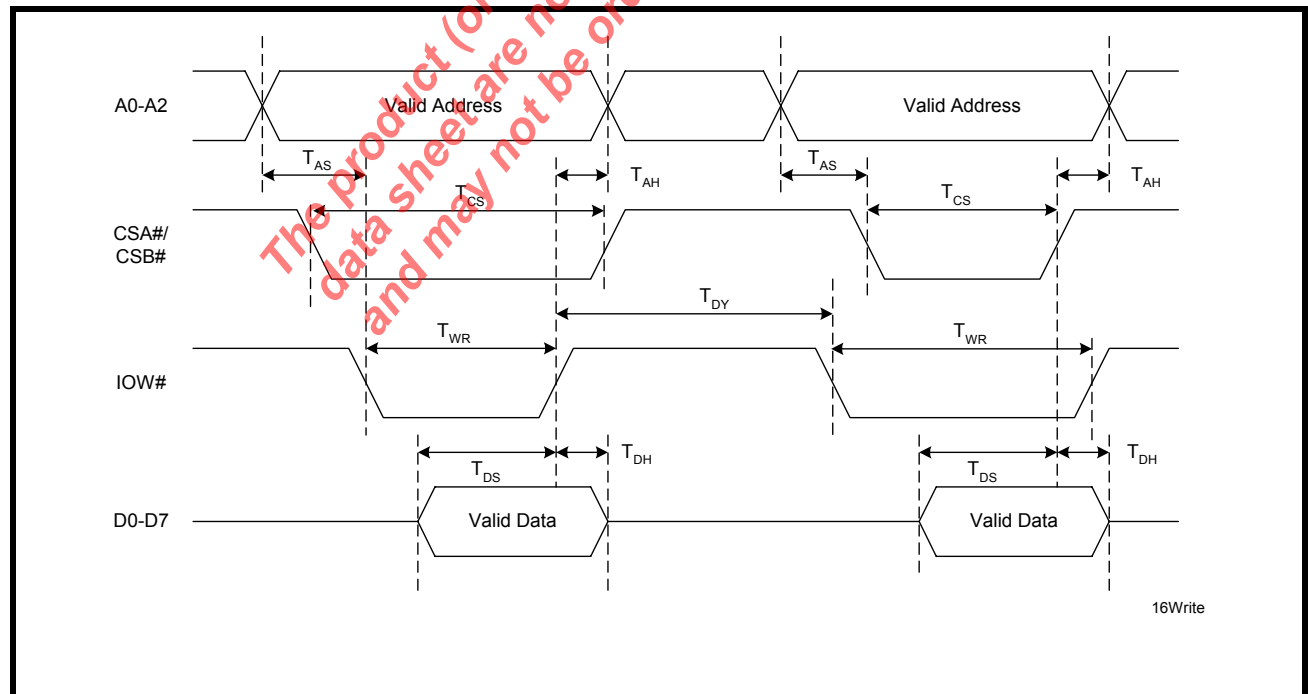 The product (or
data sheet are no
and may not be ord
A0-A2
Valid Address
Valid Address
TAS
TAH
TAS
TAH
CSA#/
CSB#
TCS
TCS
TDY
IOW#
TWR
TWR
D0-D7
TDS
TDH
TDS
TDH
Valid Data
Valid Data
16Write